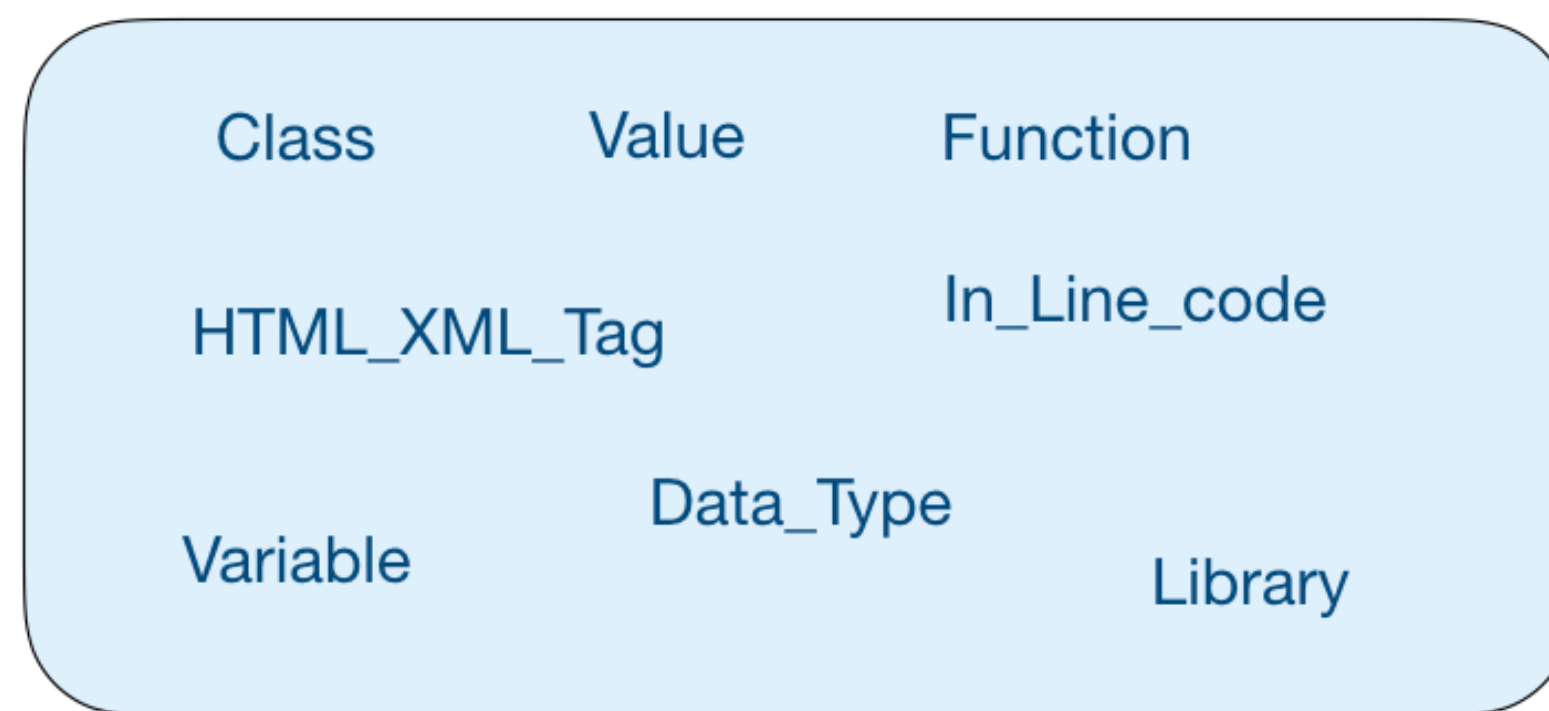 Class Value Function
HTML_XML_Tag In_Line_code
Variable Data_Type Library